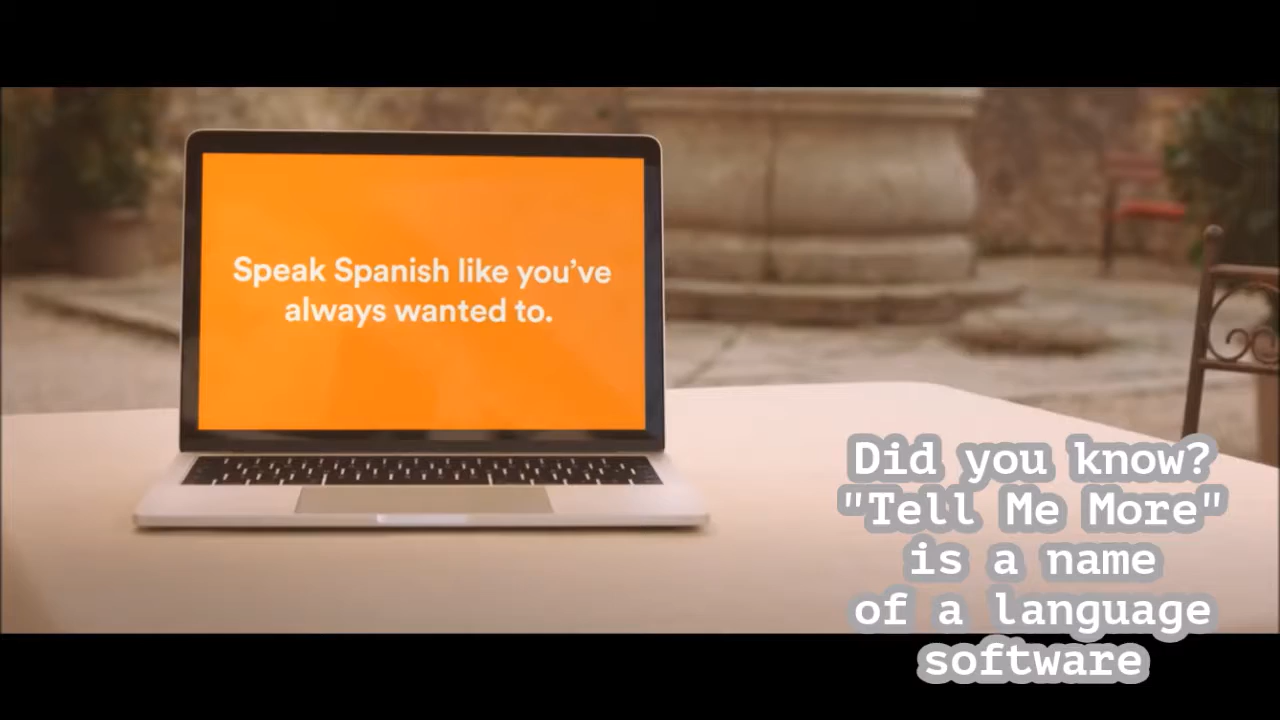 Speak Spanish like you’ve
always wanted to.
Did you know?
"Tell Me More"
is a name
of a language
software